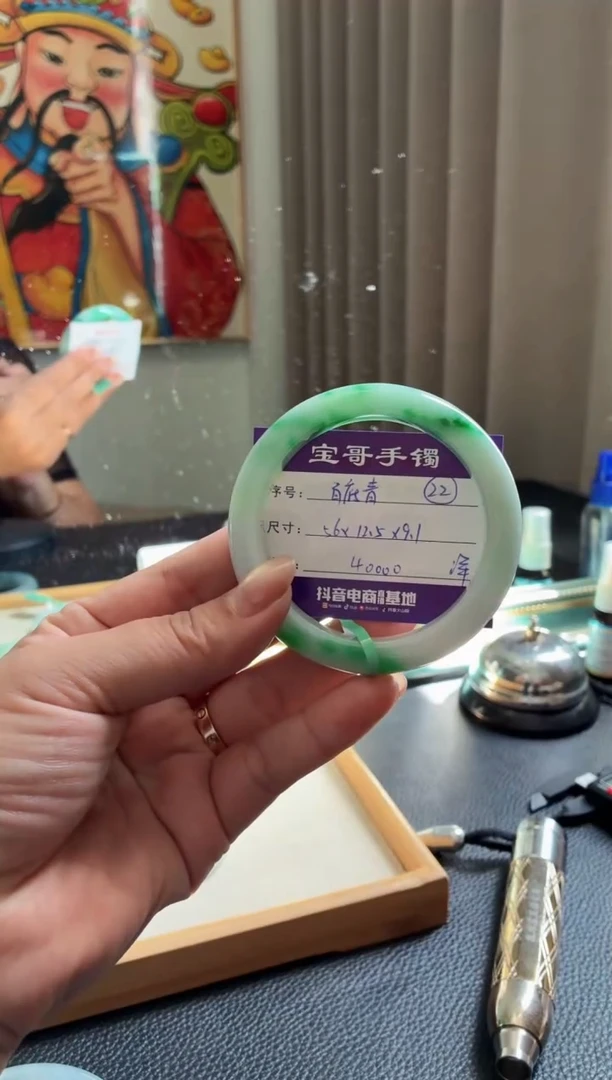 宝哥手镯
序号: 白底青 22
尺寸: 56x12.5x9.1
: 40000
抖音电商 基地